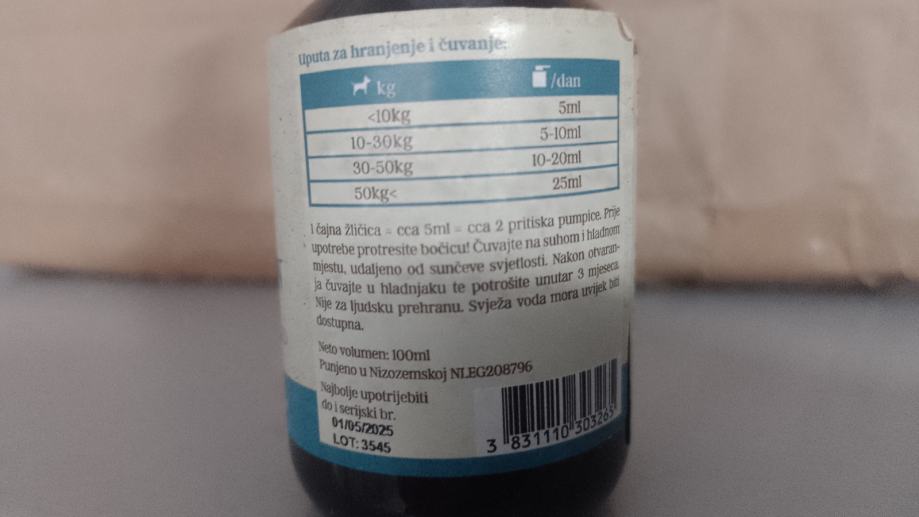 Uputa za hranjenje i čuvanje:
kg /dan
<10kg 5ml
10-30kg 5-10ml
30-50kg 10-20ml
50kg< 25ml
1 čajna žličica = cca 5ml = cca 2 pritiska pumpice. Prije
upotrebe protresite bočicu! Čuvajte na suhom i hladnom
mjestu, udaljeno od sunčeve svjetlosti. Nakon otvaran-
ja čuvajte u hladnjaku te potrošite unutar 3 mjeseca.
Nije za ljudsku prehranu. Svježa voda mora uvijek biti
dostupna.
Neto volumen: 100ml
Punjeno u Nizozemskoj NLEG208796
Najbolje upotrijebiti
do i serijski br.
01/05/2025
LOT: 3545
3 831110 303263